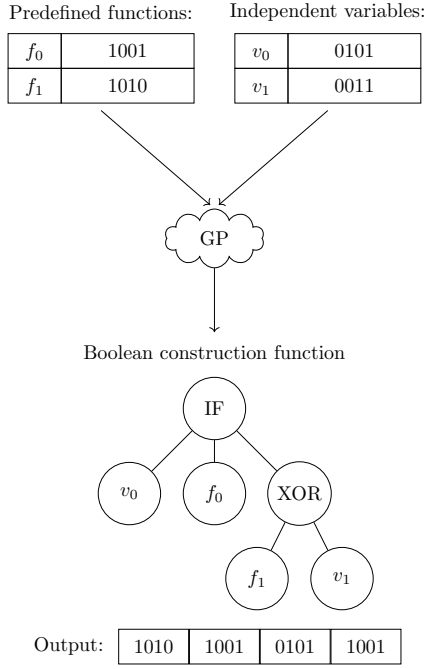 Predefined functions: Independent variables:
f₀ 1001 v₀ 0101
f₁ 1010 v₁ 0011
GP
Boolean construction function
IF
v₀ f₀ XOR
f₁ v₁
Output: 1010 1001 0101 1001